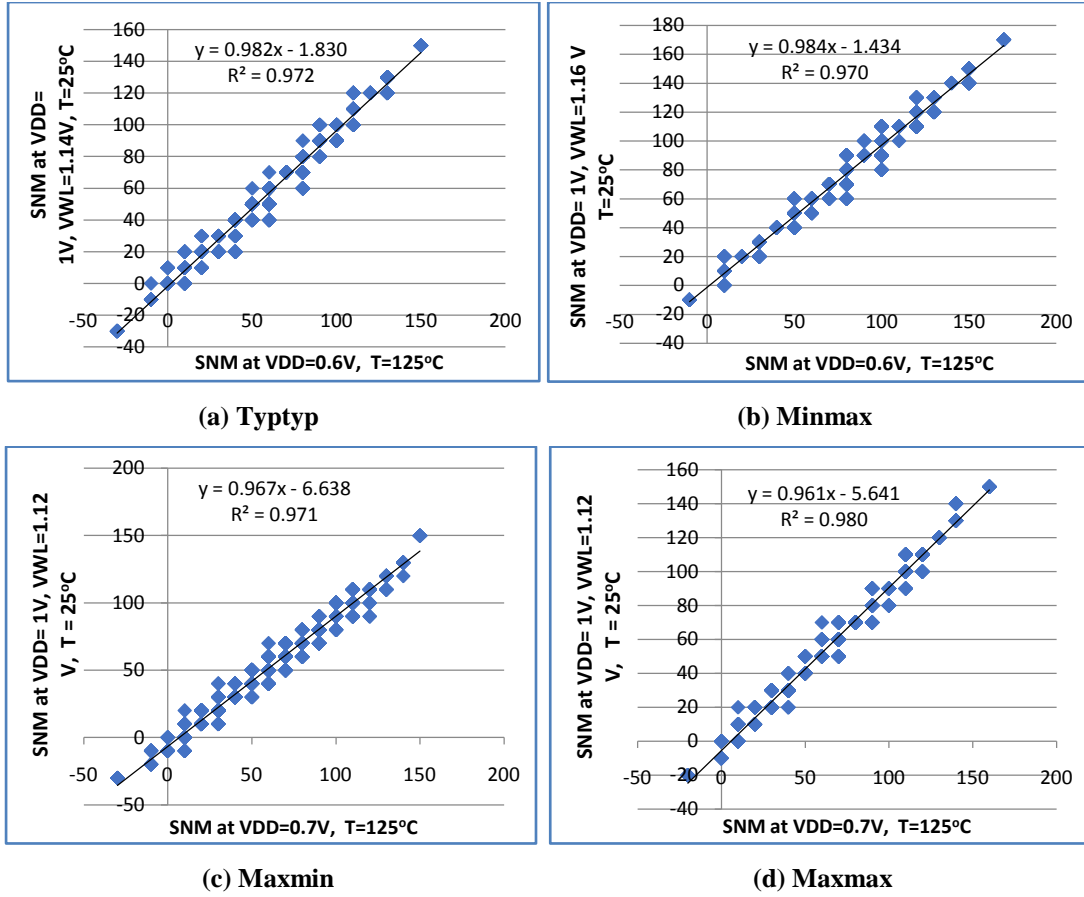 160
140
120
100
80
60
40
20
0
-20
-40
-50 0 50 100 150 200
y = 0.982x - 1.830
R² = 0.972
SNM at VDD=
1V, VWL=1.14V, T=25°C
SNM at VDD=0.6V, T=125°C
(a) Typtyp
180
160
140
120
100
80
60
40
20
0
-20
-40
-50 0 50 100 150 200
y = 0.984x - 1.434
R² = 0.970
SNM at VDD= 1V, VWL=1.16 V
T=25°C
SNM at VDD=0.6V, T=125°C
(b) Minmax
200
150
100
50
0
-50
-50 0 50 100 150 200
y = 0.967x - 6.638
R² = 0.971
SNM at VDD= 1V, VWL=1.12
V, T = 25°C
SNM at VDD=0.7V, T=125°C
(c) Maxmin
160
140
120
100
80
60
40
20
0
-20
-40
-50 0 50 100 150 200
y = 0.961x - 5.641
R² = 0.980
SNM at VDD= 1V, VWL=1.12
V, T = 25°C
SNM at VDD=0.7V, T=125°C
(d) Maxmax